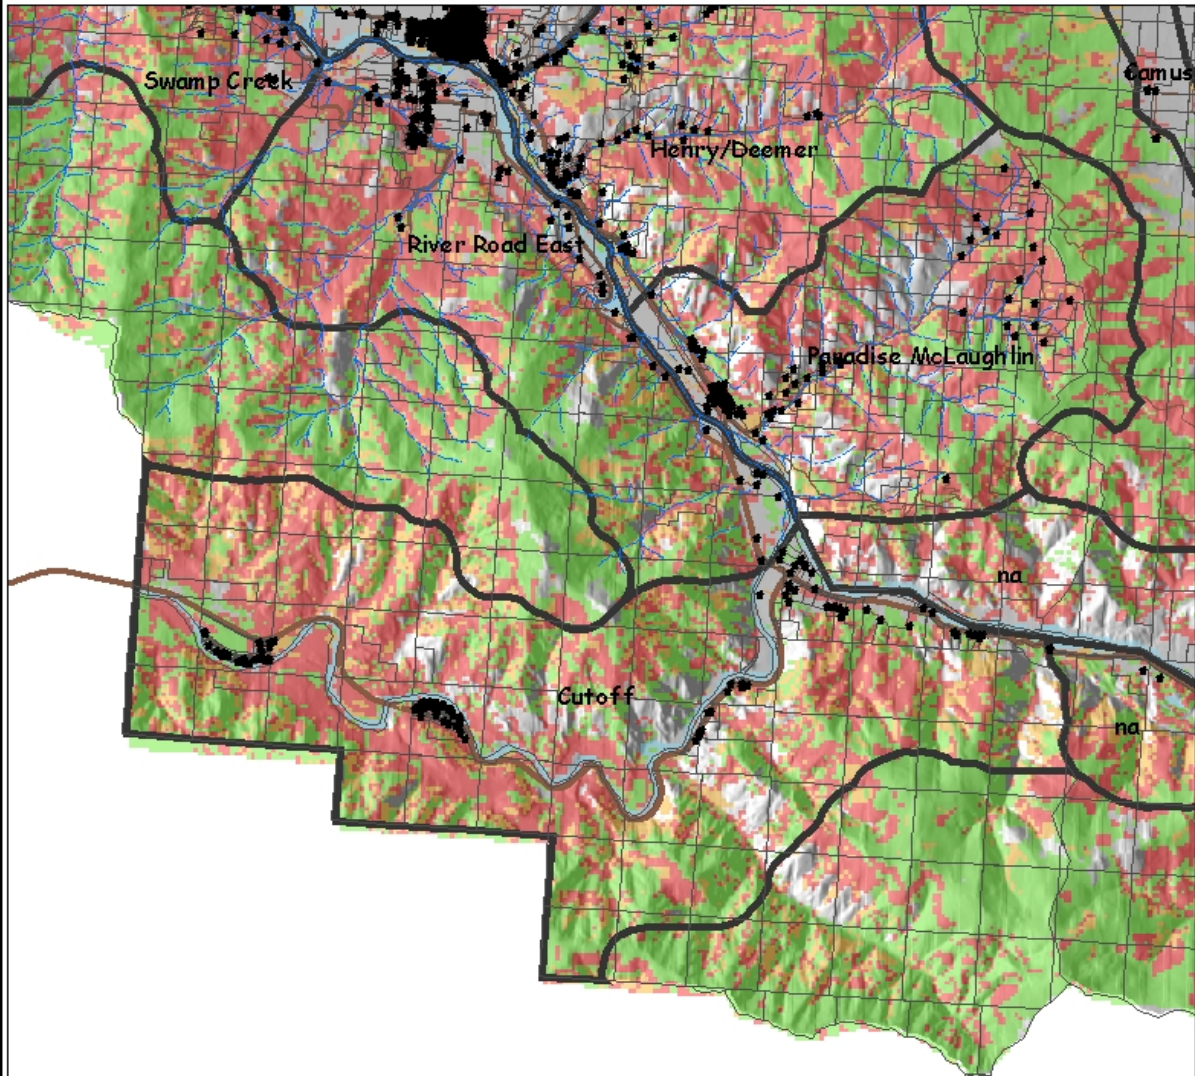 Camus
Swamp Creek
Henry/Deemer
River Road East
Paradise McLaughlin
na
Cutoff
na